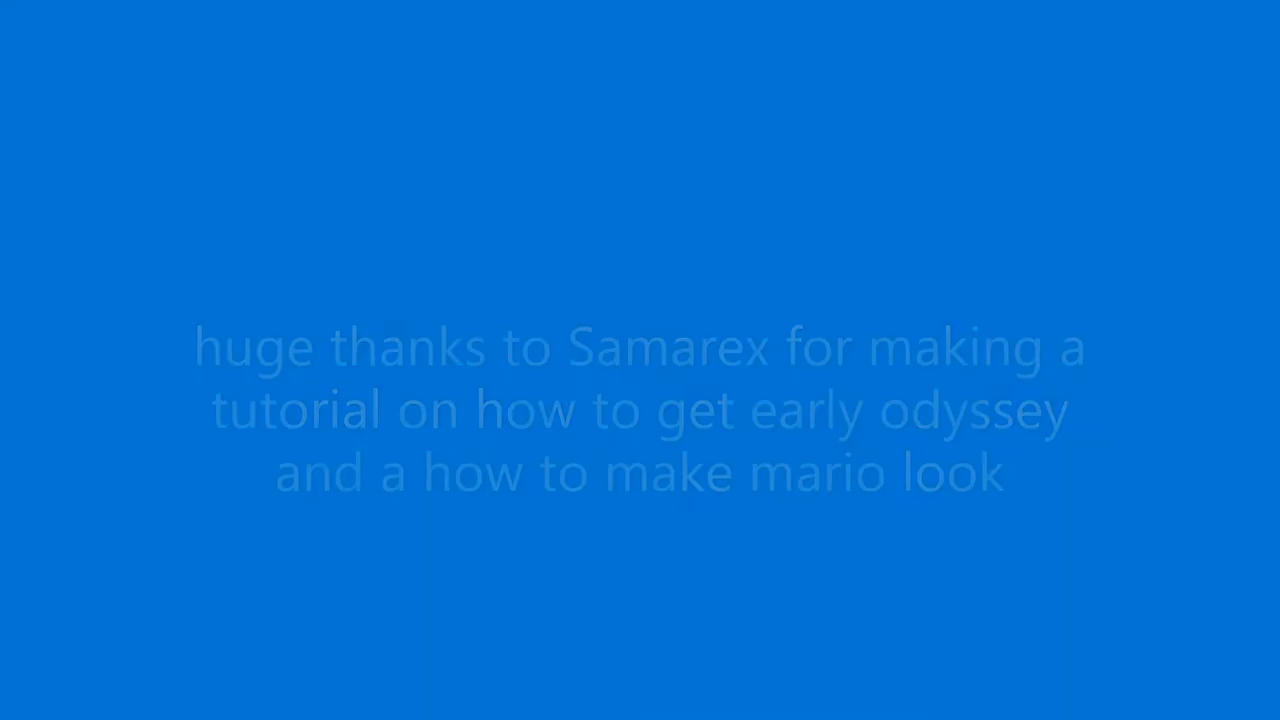 huge thanks to Samarex for making a
tutorial on how to get early odyssey
and a how to make mario look